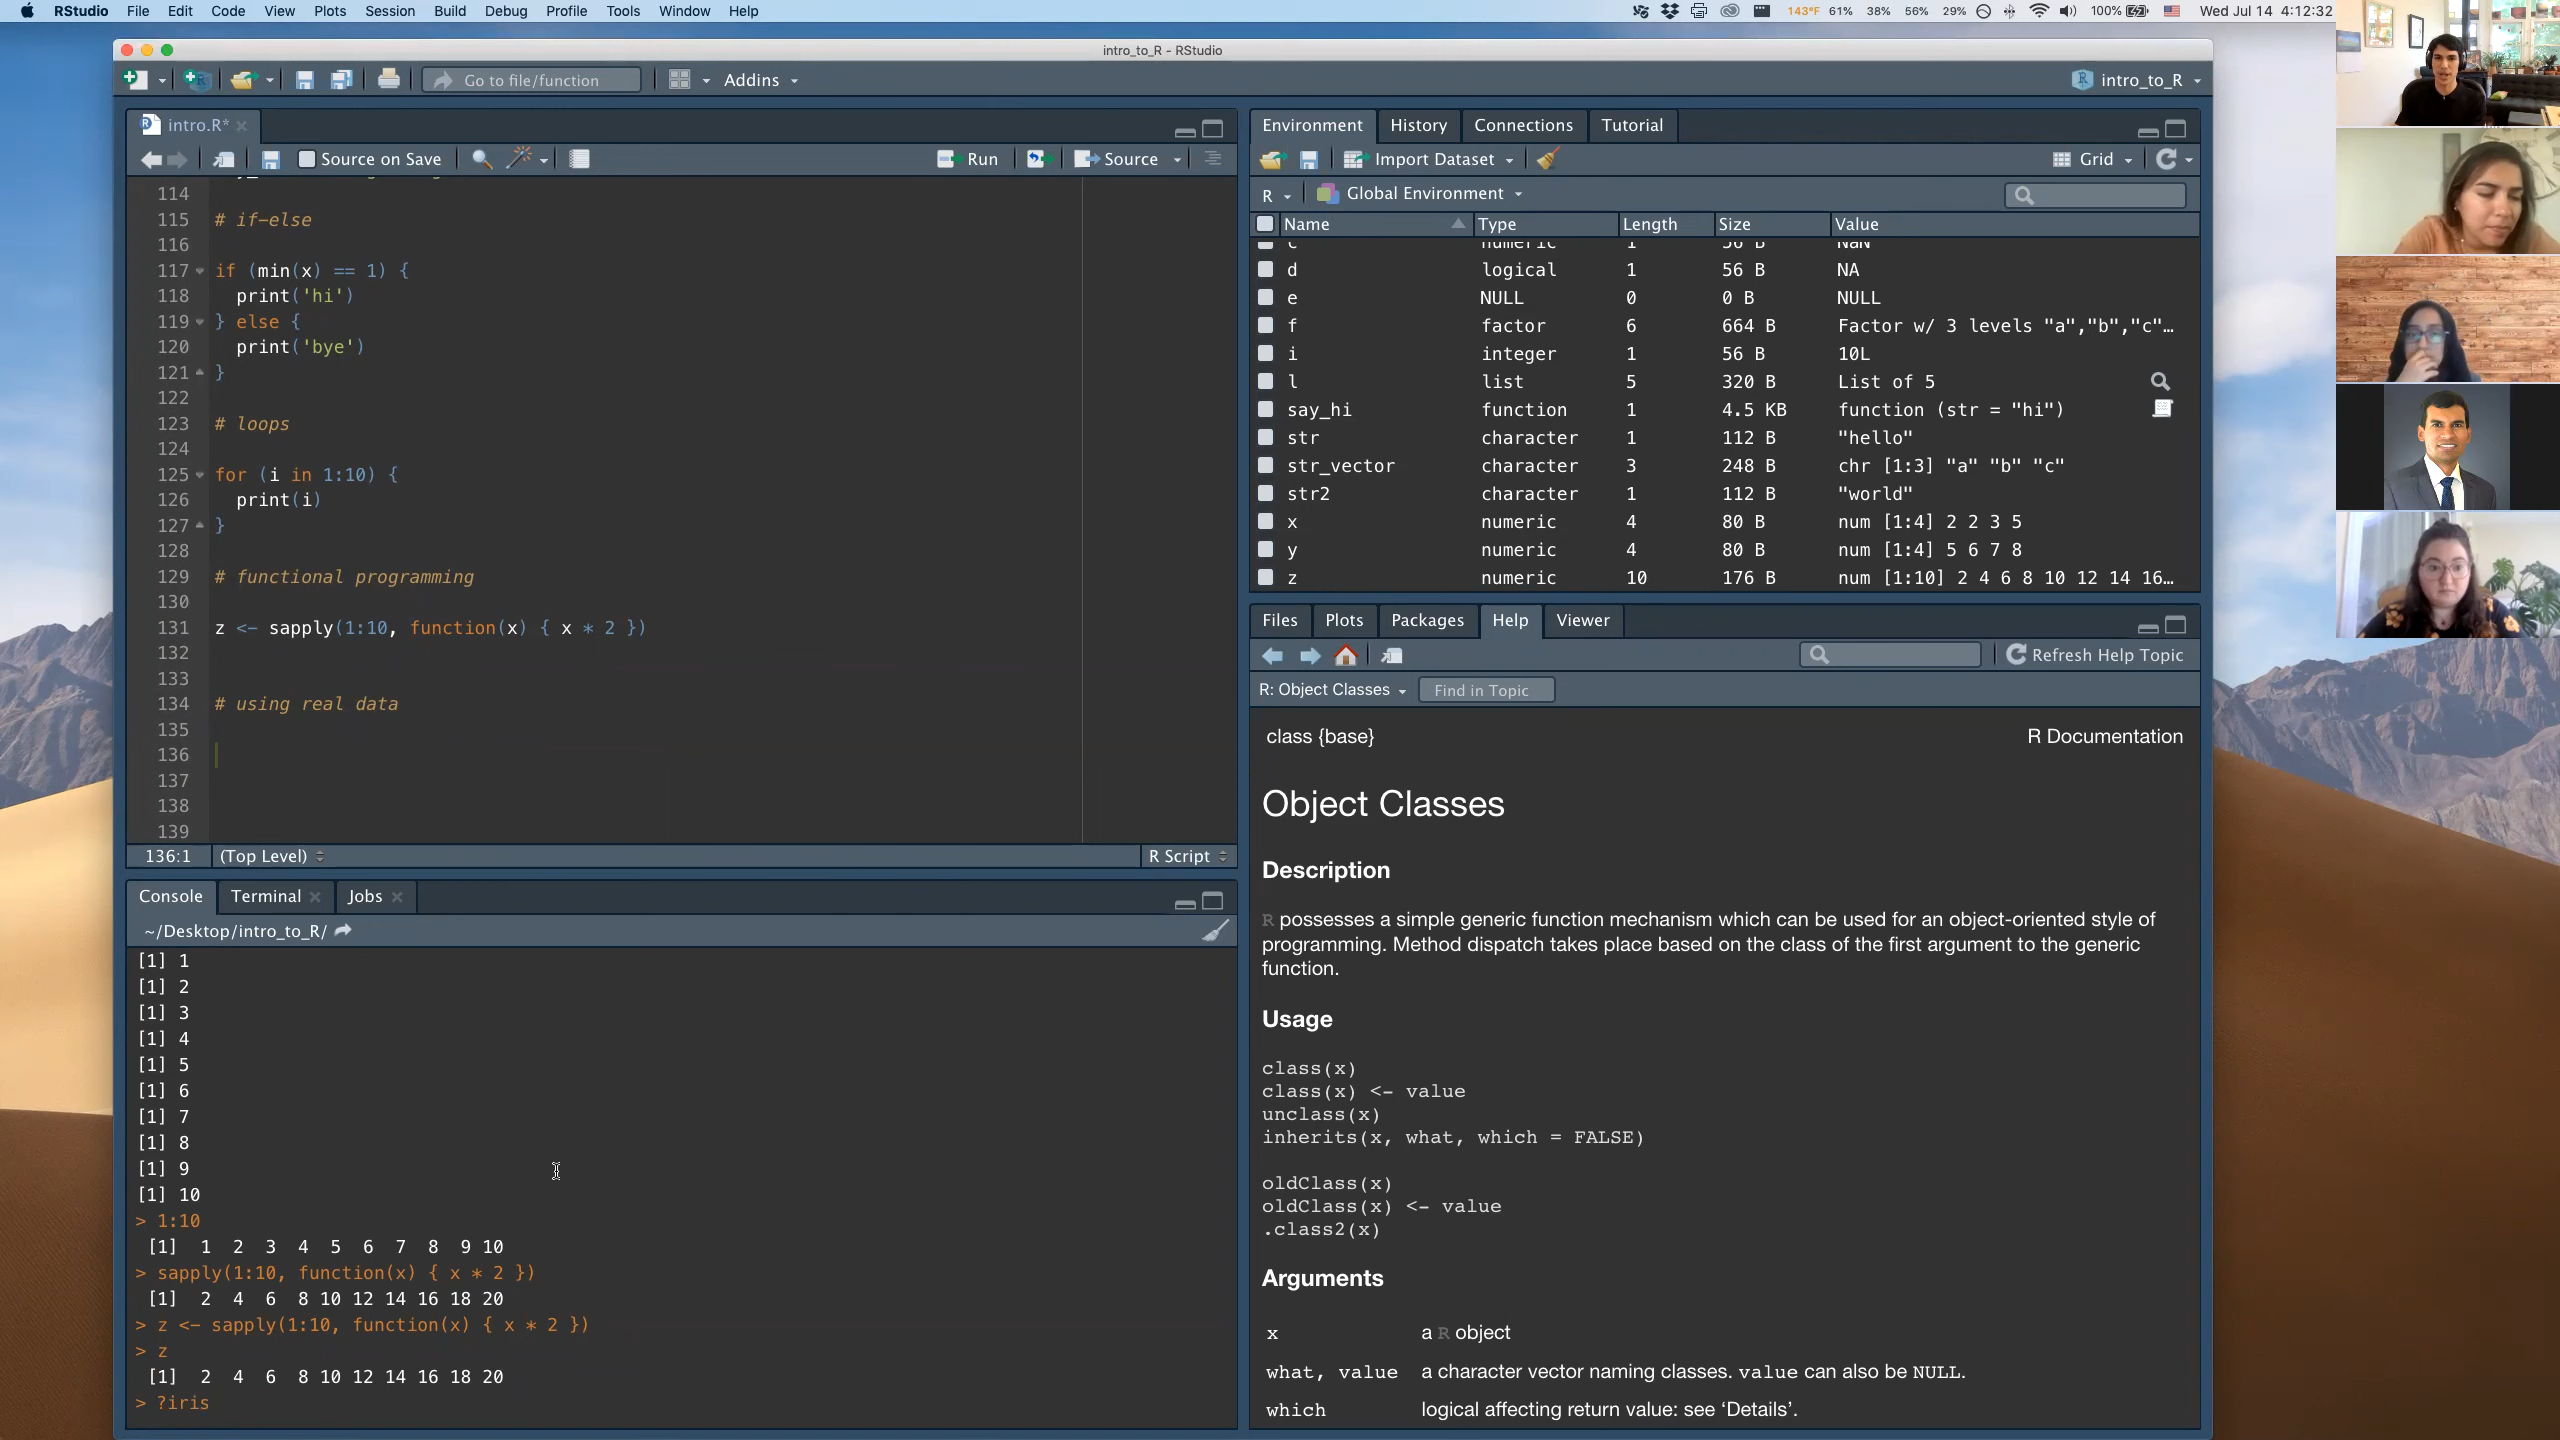 RStudio File Edit Code View Plots Session Build Debug Profile Tools Window Help
143°F 61% 38% 56% 29% 100% Wed Jul 14 4:12:32
intro_to_R - RStudio
Go to file/function Addins intro_to_R
intro.R*
Source on Save Run Source
114
115 # if-else
116
117 if (min(x) == 1) {
118 print('hi')
119 } else {
120 print('bye')
121 }
122
123 # loops
124
125 for (i in 1:10) {
126 print(i)
127 }
128
129 # functional programming
130
131 z <- sapply(1:10, function(x) { x * 2 })
132
133
134 # using real data
135
136
137
138
139
136:1 (Top Level) R Script
Console Terminal Jobs
~/Desktop/intro_to_R/
[1] 1
[1] 2
[1] 3
[1] 4
[1] 5
[1] 6
[1] 7
[1] 8
[1] 9
[1] 10
> 1:10
[1] 1 2 3 4 5 6 7 8 9 10
> sapply(1:10, function(x) { x * 2 })
[1] 2 4 6 8 10 12 14 16 18 20
> z <- sapply(1:10, function(x) { x * 2 })
> z
[1] 2 4 6 8 10 12 14 16 18 20
> ?iris
Environment History Connections Tutorial
Import Dataset Grid
R Global Environment
Name Type Length Size Value
c numeric 1 56 B NaN
d logical 1 56 B NA
e NULL 0 0 B NULL
f factor 6 664 B Factor w/ 3 levels "a","b","c"…
i integer 1 56 B 10L
l list 5 320 B List of 5
say_hi function 1 4.5 KB function (str = "hi")
str character 1 112 B "hello"
str_vector character 3 248 B chr [1:3] "a" "b" "c"
str2 character 1 112 B "world"
x numeric 4 80 B num [1:4] 2 2 3 5
y numeric 4 80 B num [1:4] 5 6 7 8
z numeric 10 176 B num [1:10] 2 4 6 8 10 12 14 16…
Files Plots Packages Help Viewer
Refresh Help Topic
R: Object Classes Find in Topic
class {base} R Documentation
Object Classes
Description
R possesses a simple generic function mechanism which can be used for an object-oriented style of
programming. Method dispatch takes place based on the class of the first argument to the generic
function.
Usage
class(x)
class(x) <- value
unclass(x)
inherits(x, what, which = FALSE)
oldClass(x)
oldClass(x) <- value
.class2(x)
Arguments
x a R object
what, value a character vector naming classes. value can also be NULL.
which logical affecting return value: see ‘Details’.